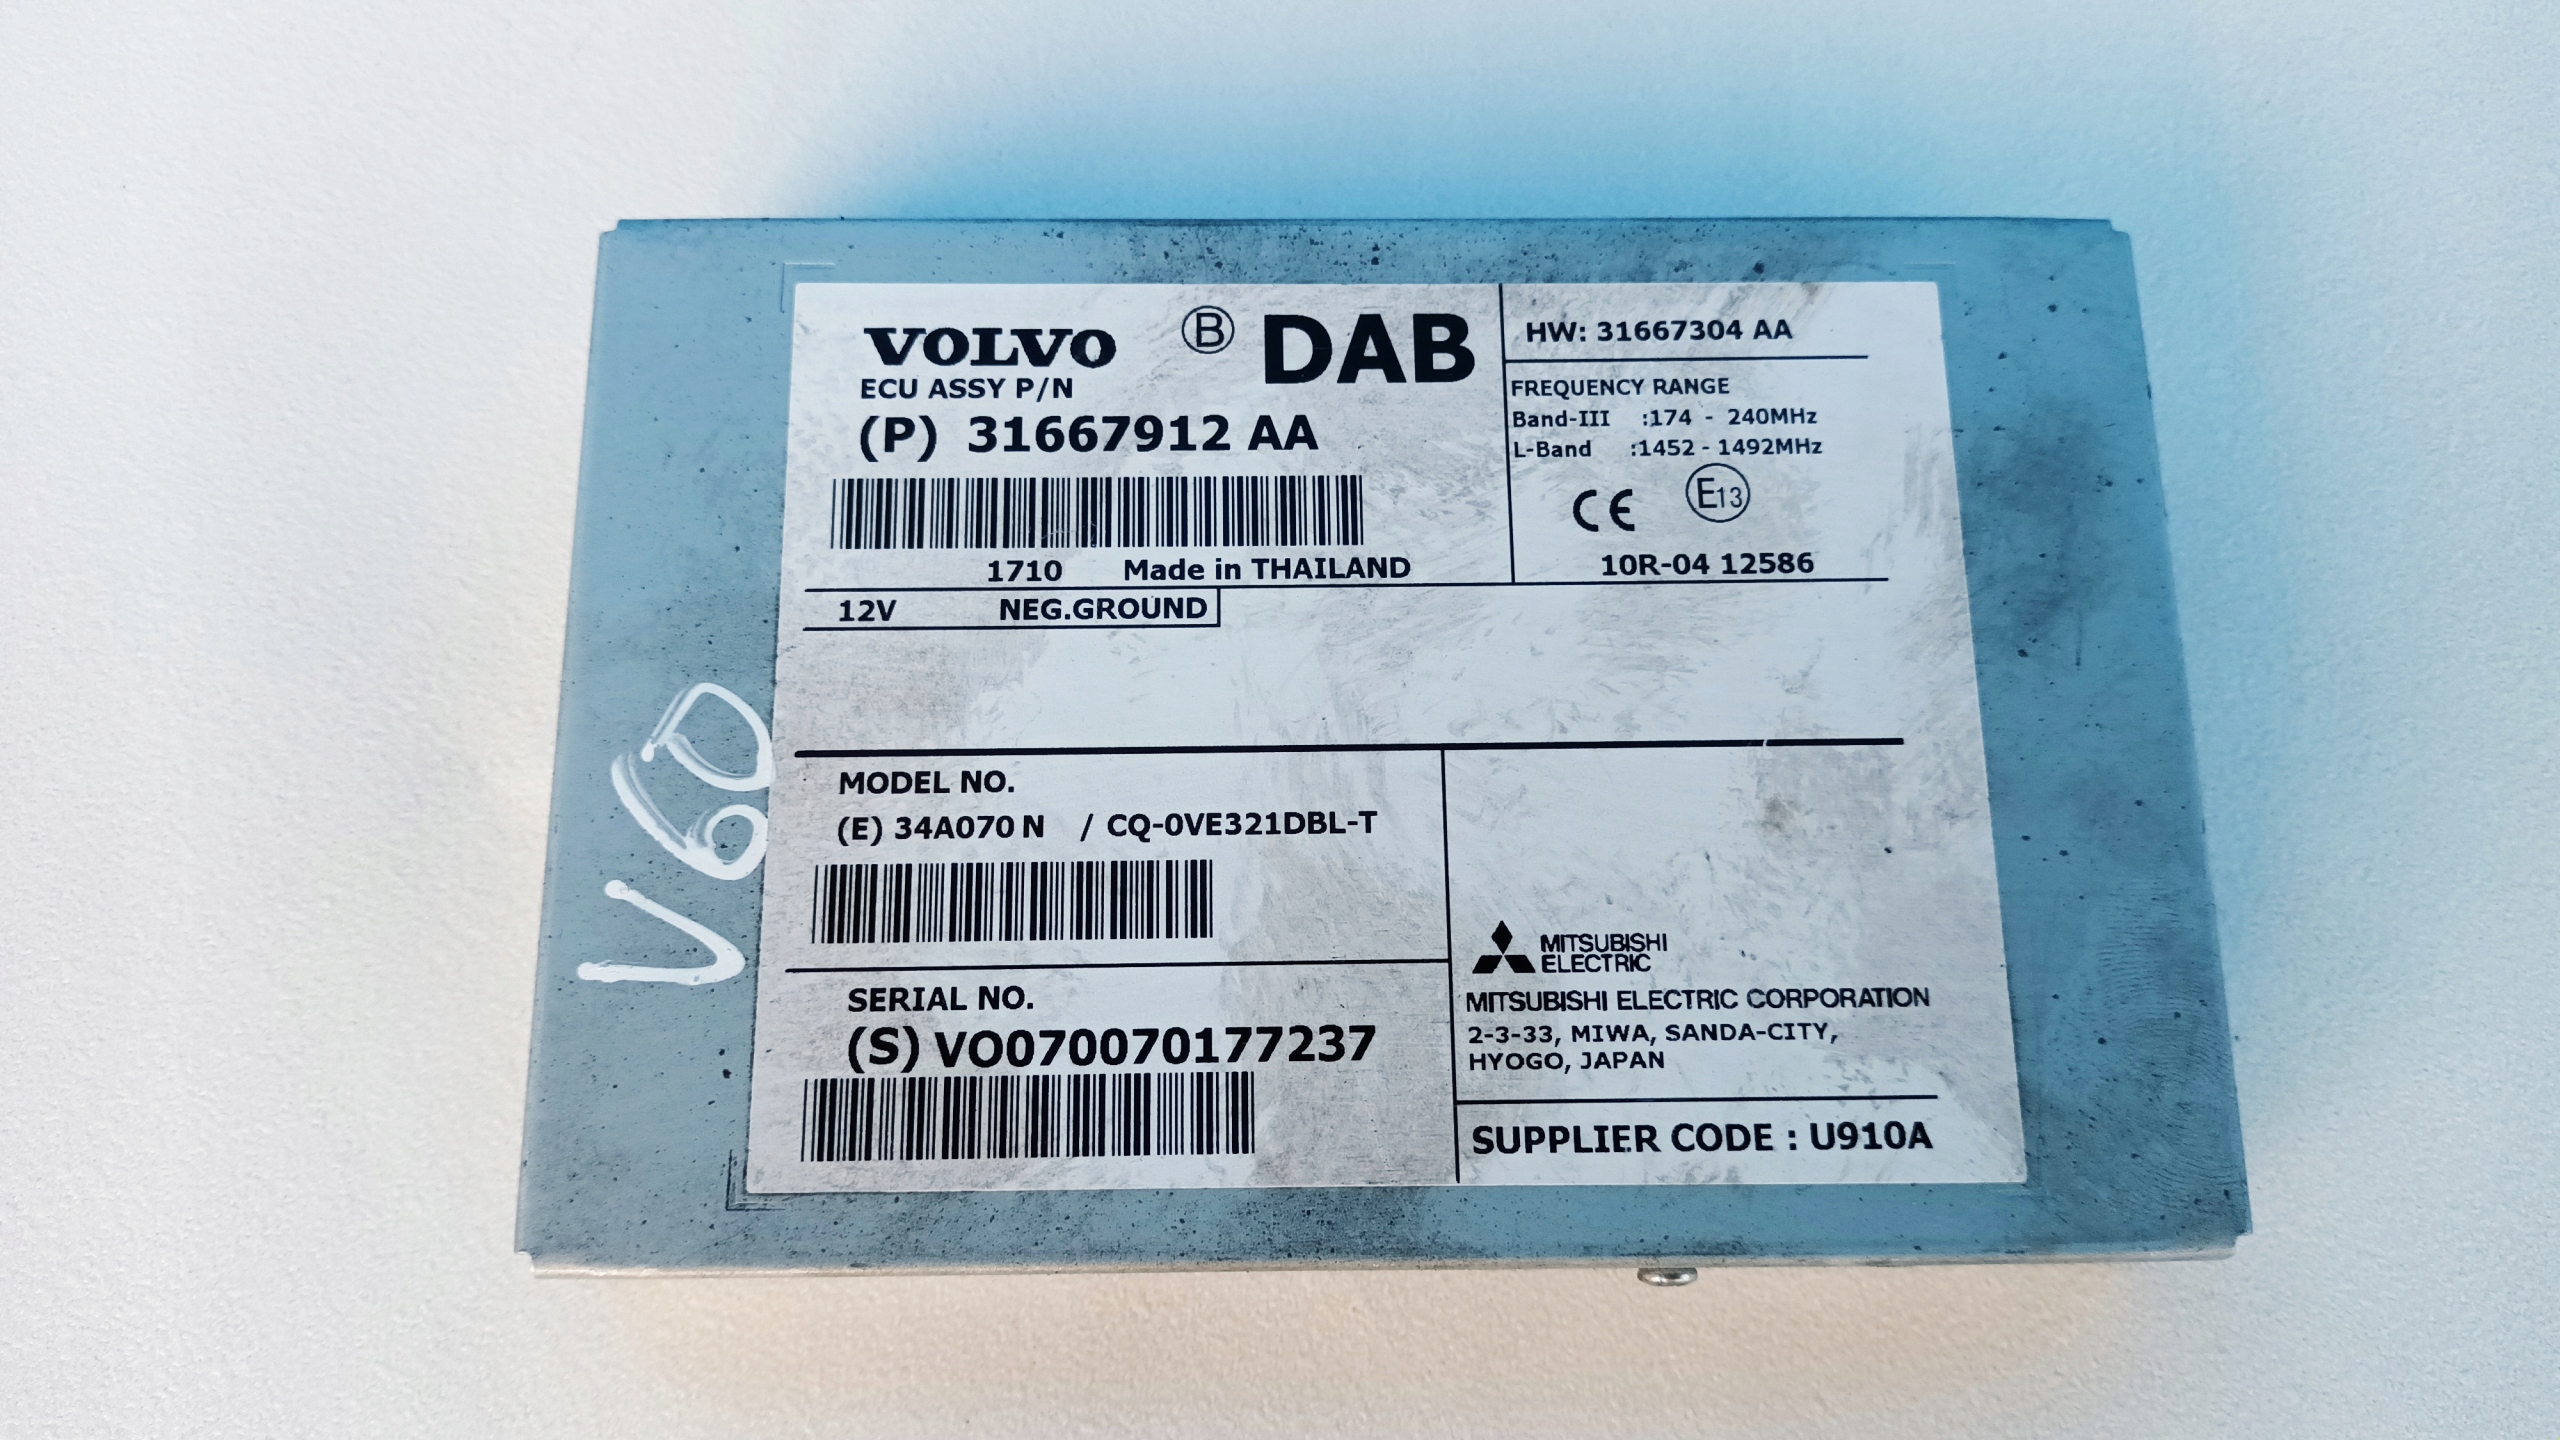 VOLVO Ⓑ DAB
ECU ASSY P/N
(P) 31667912 AA
1710 Made in THAILAND
12V NEG.GROUND
HW: 31667304 AA
FREQUENCY RANGE
Band-III :174 - 240MHz
L-Band :1452 - 1492MHz
CE E13
10R-04 12586
V60
MODEL NO.
(E) 34A070 N / CQ-0VE321DBL-T
SERIAL NO.
(S) VO070070177237
MITSUBISHI
ELECTRIC
MITSUBISHI ELECTRIC CORPORATION
2-3-33, MIWA, SANDA-CITY,
HYOGO, JAPAN
SUPPLIER CODE : U910A